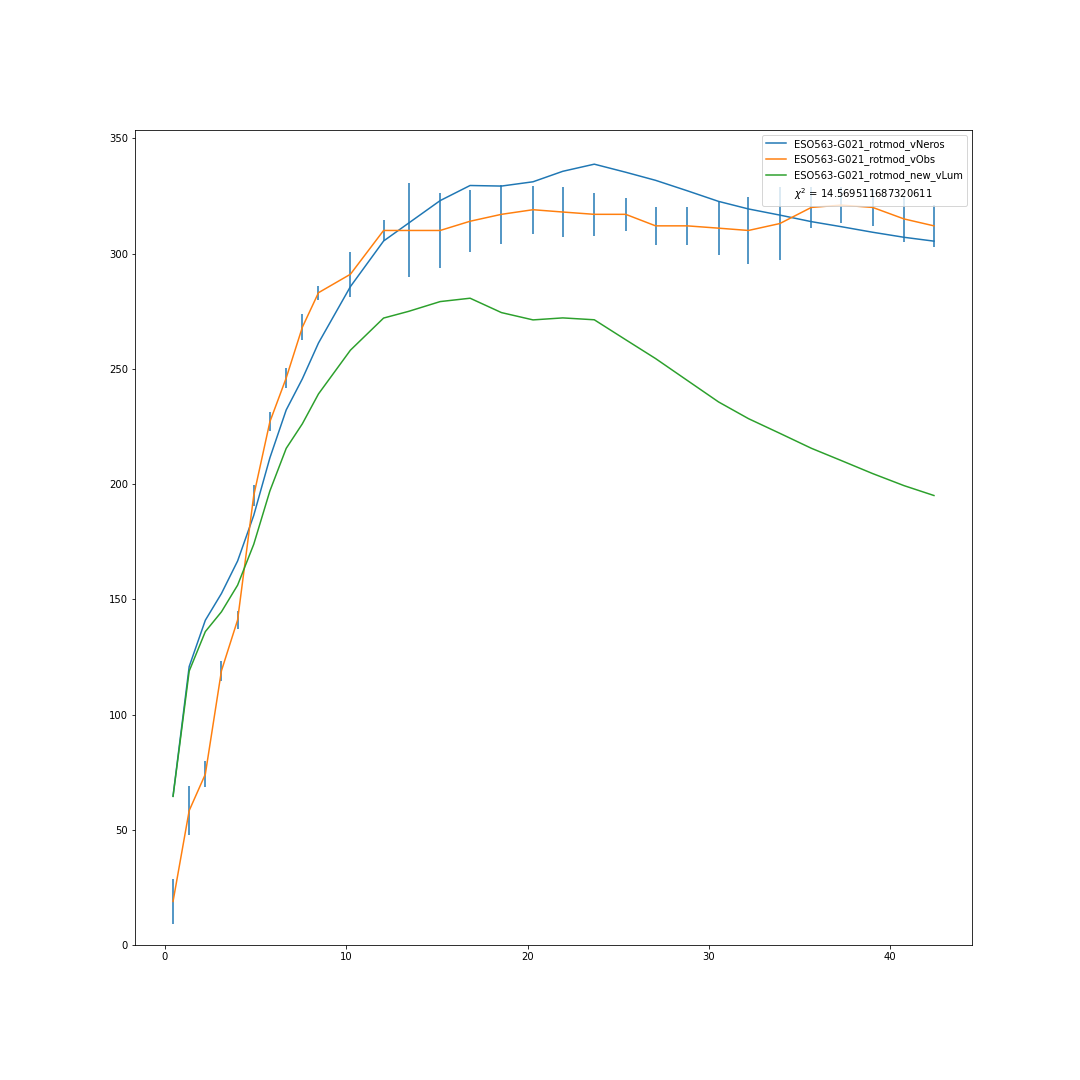 350
300
250
200
150
100
50
0
0 10 20 30 40
ESO563-G021_rotmod_vNeros
ESO563-G021_rotmod_vObs
ESO563-G021_rotmod_new_vLum
χ² = 14.569511687320611